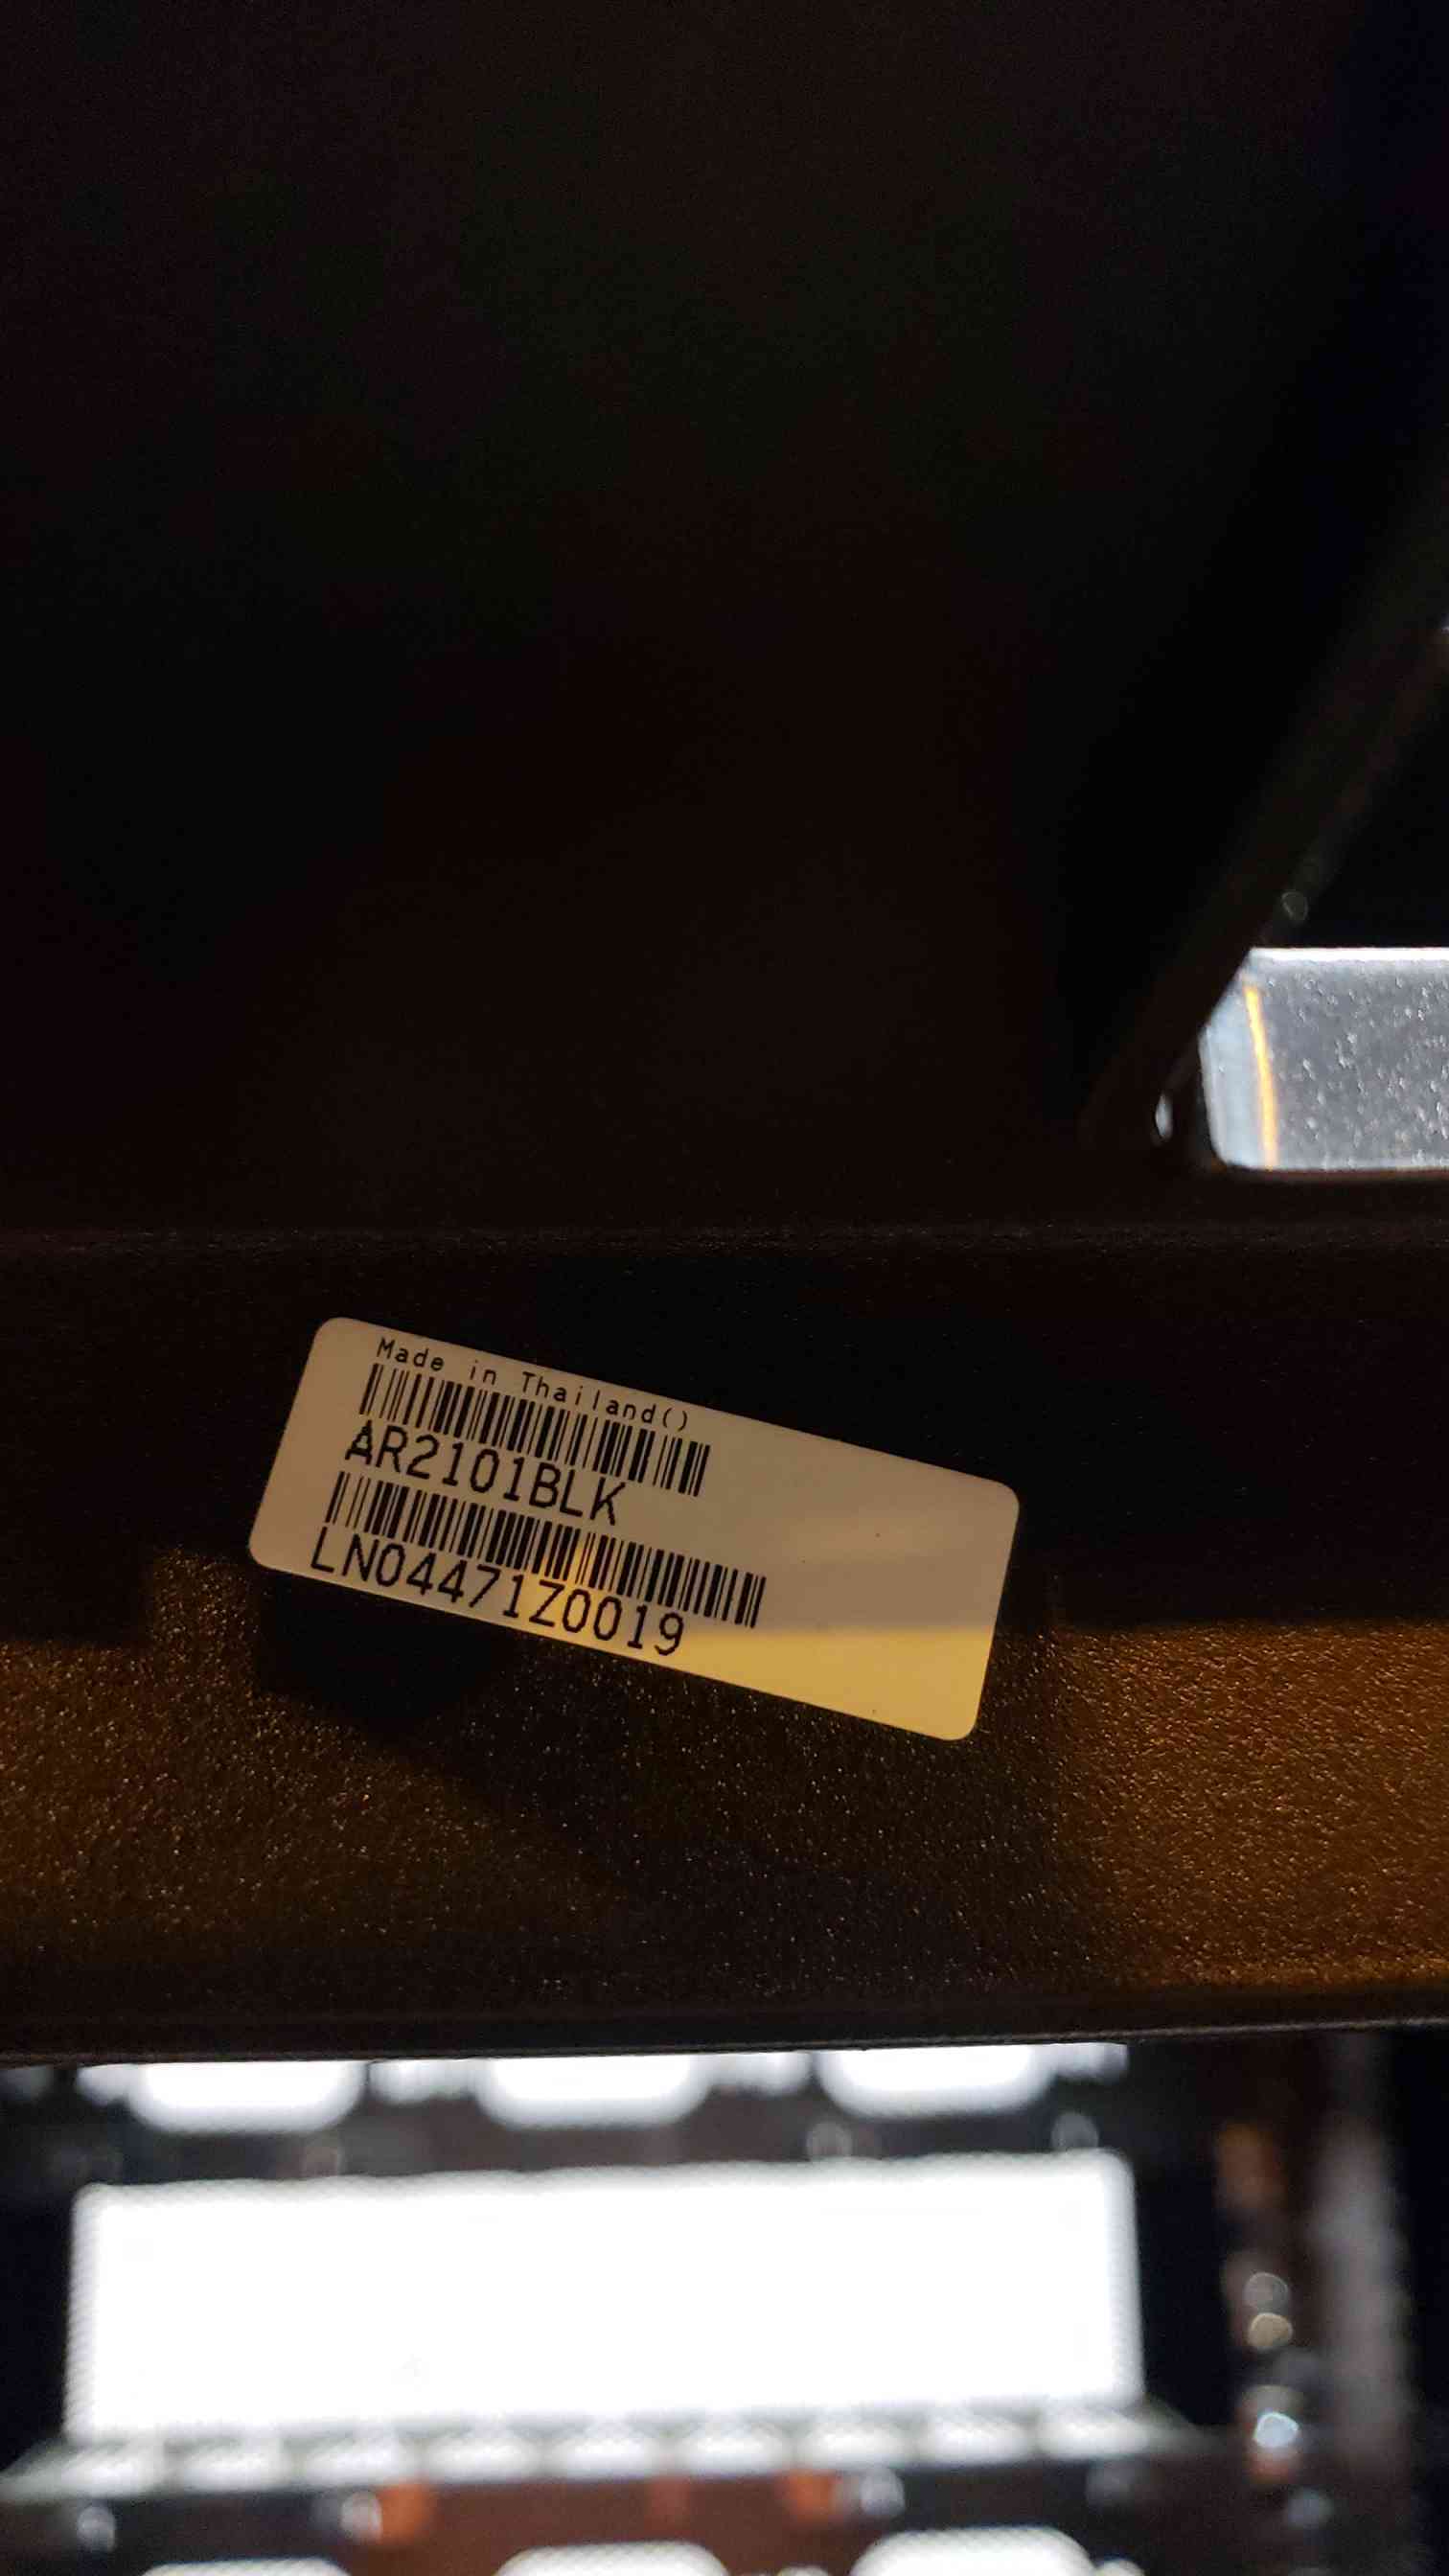 Made in Thailand()
AR2101BLK
LN04471Z0019